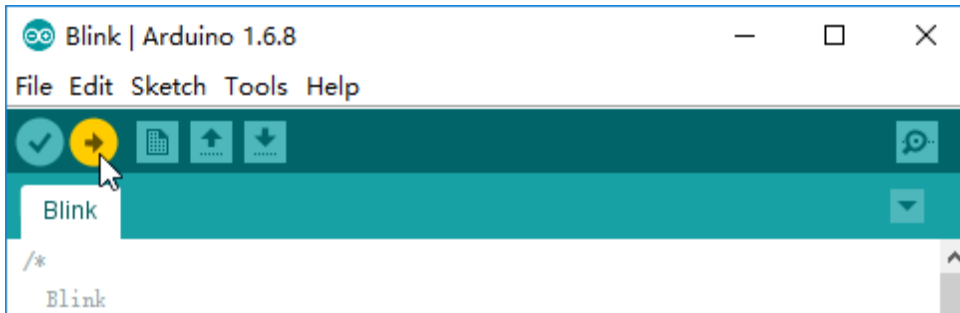 Blink | Arduino 1.6.8
File Edit Sketch Tools Help
Blink
/*
Blink